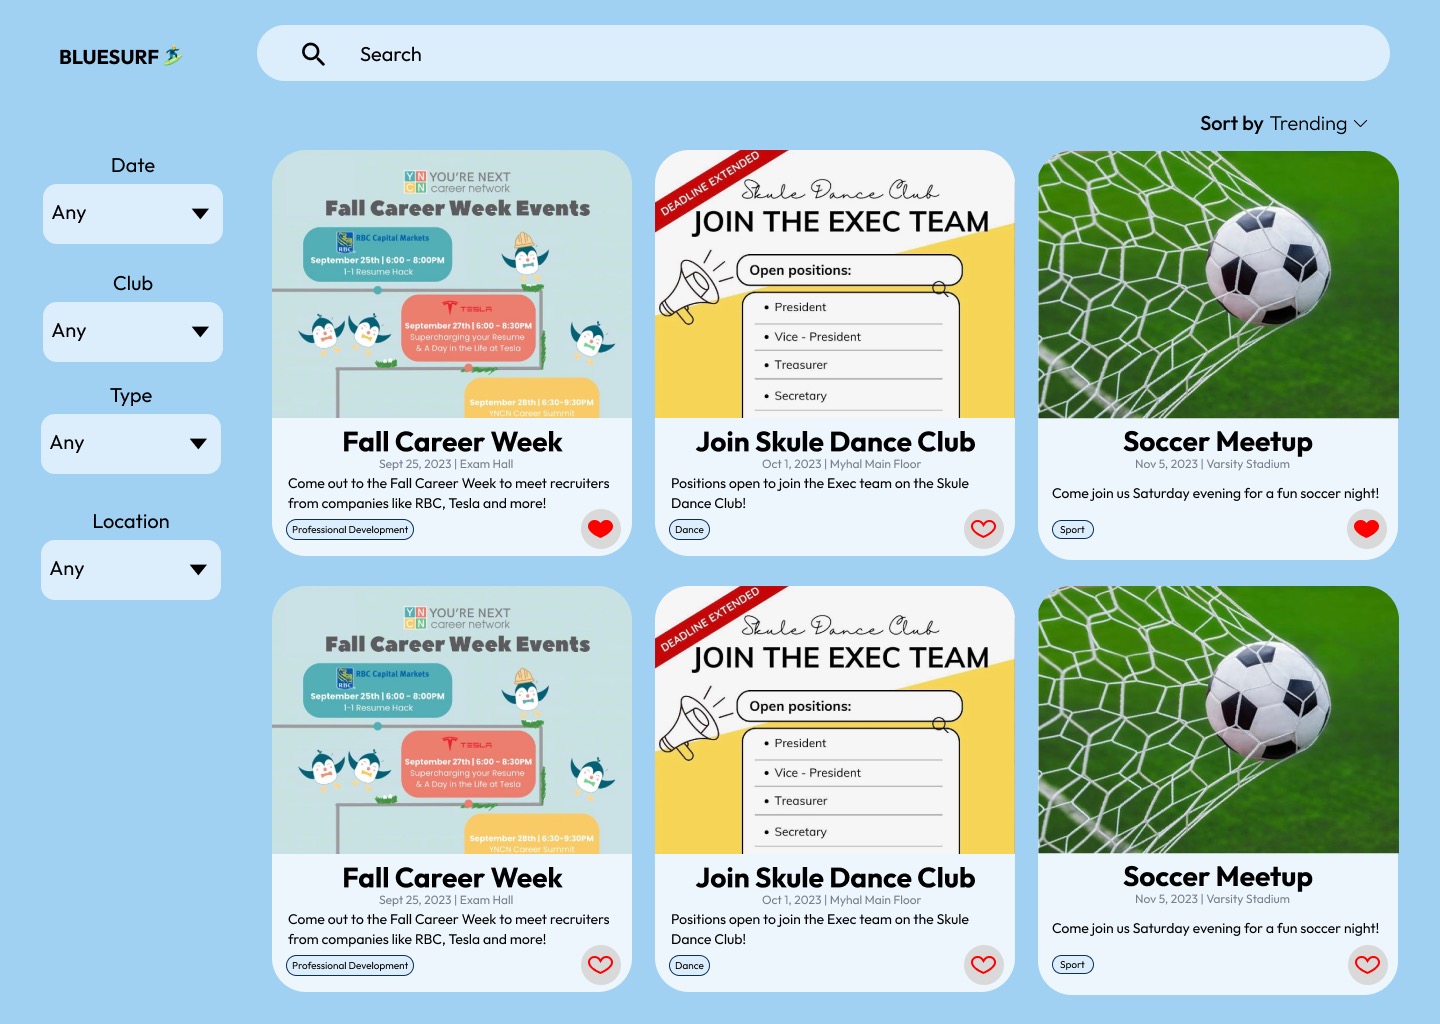 BLUESURF
Search
Sort by Trending
Date
Any
Club
Any
Type
Any
Location
Any
YN
CN
YOU'RE NEXT
career network
Fall Career Week Events
RBC
RBC Capital Markets
September 25th | 6:00 - 8:00PM
1-1 Resume Hack
TESLA
September 27th | 6:00 - 8:30PM
Supercharging your Resume
& A Day in the Life at Tesla
September 28th | 6:30-9:30PM
YNCN Career Summit
Fall Career Week
Sept 25, 2023 | Exam Hall
Come out to the Fall Career Week to meet recruiters
from companies like RBC, Tesla and more!
Professional Development
DEADLINE EXTENDED
Skule Dance Club
JOIN THE EXEC TEAM
Open positions:
• President
• Vice - President
• Treasurer
• Secretary
Join Skule Dance Club
Oct 1, 2023 | Myhal Main Floor
Positions open to join the Exec team on the Skule
Dance Club!
Dance
Soccer Meetup
Nov 5, 2023 | Varsity Stadium
Come join us Saturday evening for a fun soccer night!
Sport
YN
CN
YOU'RE NEXT
career network
Fall Career Week Events
RBC
RBC Capital Markets
September 25th | 6:00 - 8:00PM
1-1 Resume Hack
TESLA
September 27th | 6:00 - 8:30PM
Supercharging your Resume
& A Day in the Life at Tesla
September 28th | 6:30-9:30PM
YNCN Career Summit
Fall Career Week
Sept 25, 2023 | Exam Hall
Come out to the Fall Career Week to meet recruiters
from companies like RBC, Tesla and more!
Professional Development
DEADLINE EXTENDED
Skule Dance Club
JOIN THE EXEC TEAM
Open positions:
• President
• Vice - President
• Treasurer
• Secretary
Join Skule Dance Club
Oct 1, 2023 | Myhal Main Floor
Positions open to join the Exec team on the Skule
Dance Club!
Dance
Soccer Meetup
Nov 5, 2023 | Varsity Stadium
Come join us Saturday evening for a fun soccer night!
Sport